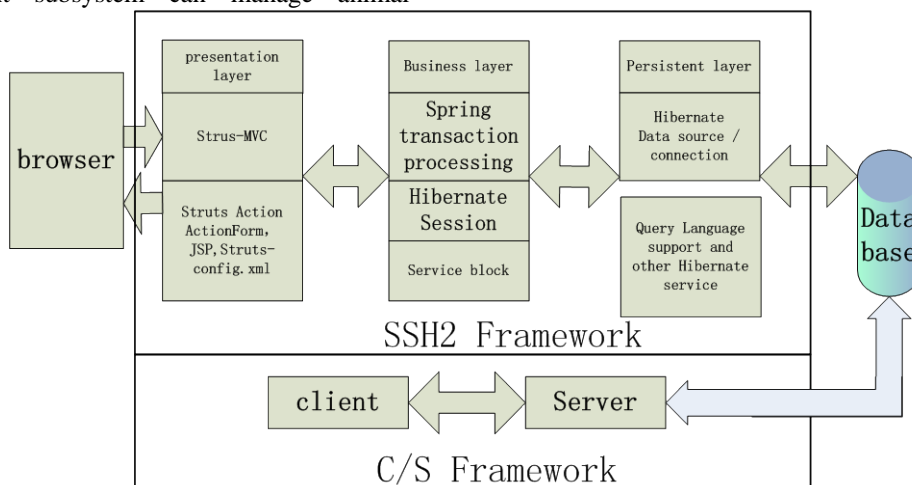 subsystem can manage animal
presentation
layer
Strus-MVC
Struts Action
ActionForm,
JSP,Struts-
config.xml
browser
Business layer
Spring
transaction
processing
Hibernate
Session
Service block
Persistent layer
Hibernate
Data source /
connection
Query Language
support and
other Hibernate
service
Data
base
SSH2 Framework
client
Server
C/S Framework